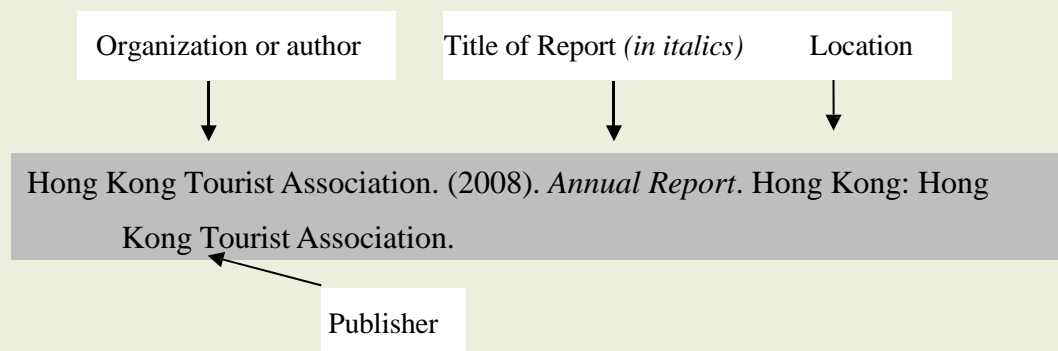 Organization or author
Title of Report (in italics) Location
Hong Kong Tourist Association. (2008). Annual Report. Hong Kong: Hong
Kong Tourist Association.
Publisher